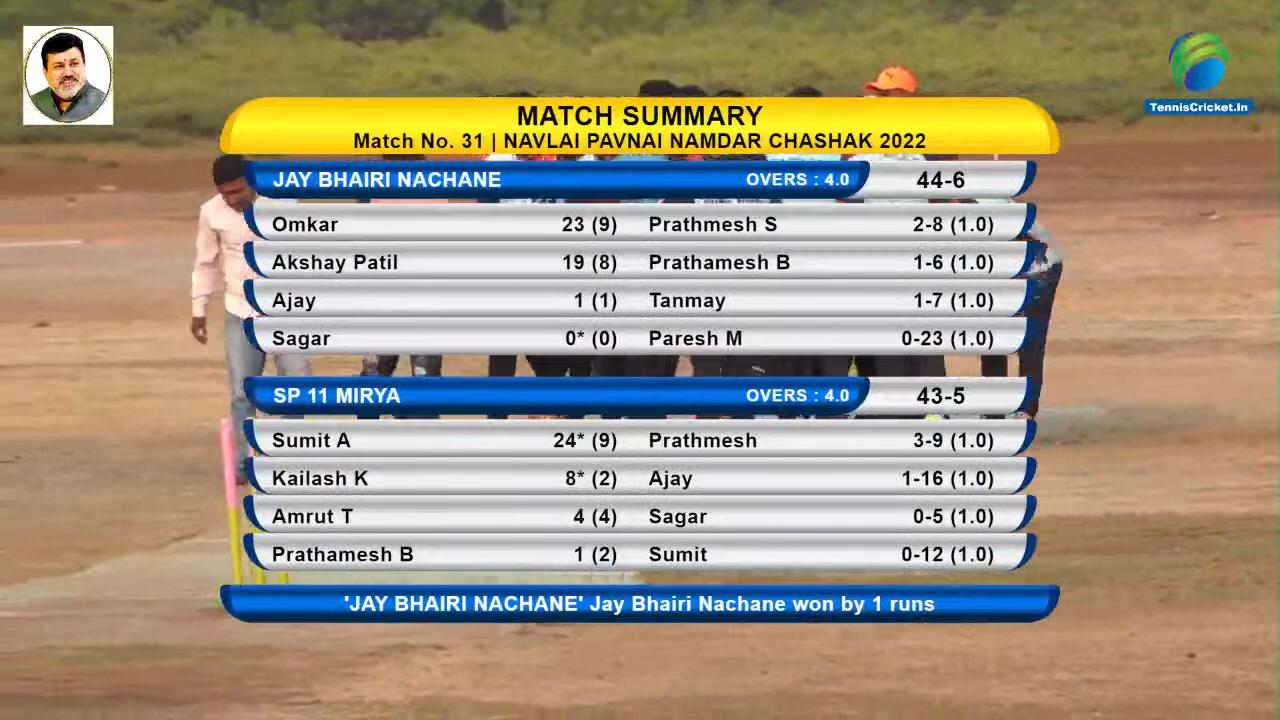 TennisCricket.in
MATCH SUMMARY
Match No. 31 | NAVLAI PAVNAI NAMDAR CHASHAK 2022
JAY BHAIRI NACHANE OVERS : 4.0 44-6
Omkar 23 (9) Prathmesh S 2-8 (1.0)
Akshay Patil 19 (8) Prathamesh B 1-6 (1.0)
Ajay 1 (1) Tanmay 1-7 (1.0)
Sagar 0* (0) Paresh M 0-23 (1.0)
SP 11 MIRYA OVERS : 4.0 43-5
Sumit A 24* (9) Prathmesh 3-9 (1.0)
Kailash K 8* (2) Ajay 1-16 (1.0)
Amrut T 4 (4) Sagar 0-5 (1.0)
Prathamesh B 1 (2) Sumit 0-12 (1.0)
'JAY BHAIRI NACHANE' Jay Bhairi Nachane won by 1 runs